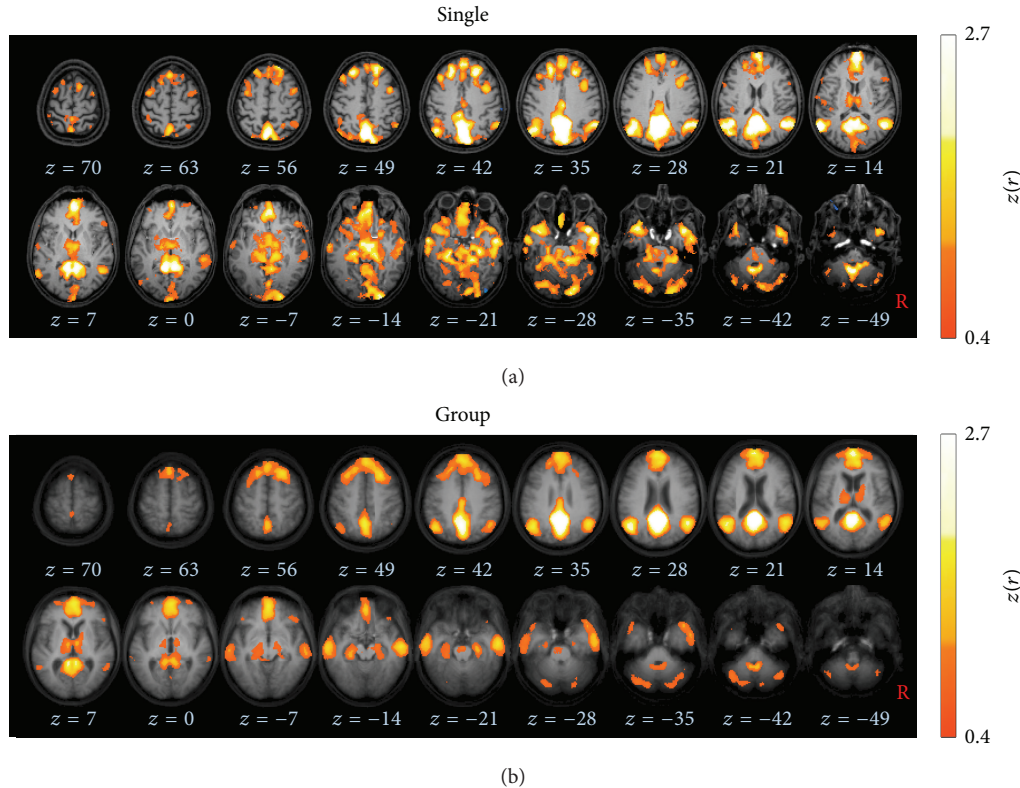 Single
2.7
z = 70 z = 63 z = 56 z = 49 z = 42 z = 35 z = 28 z = 21 z = 14
z(r)
R
z = 7 z = 0 z = −7 z = −14 z = −21 z = −28 z = −35 z = −42 z = −49
0.4
(a)
Group
2.7
z = 70 z = 63 z = 56 z = 49 z = 42 z = 35 z = 28 z = 21 z = 14
z(r)
R
z = 7 z = 0 z = −7 z = −14 z = −21 z = −28 z = −35 z = −42 z = −49
0.4
(b)